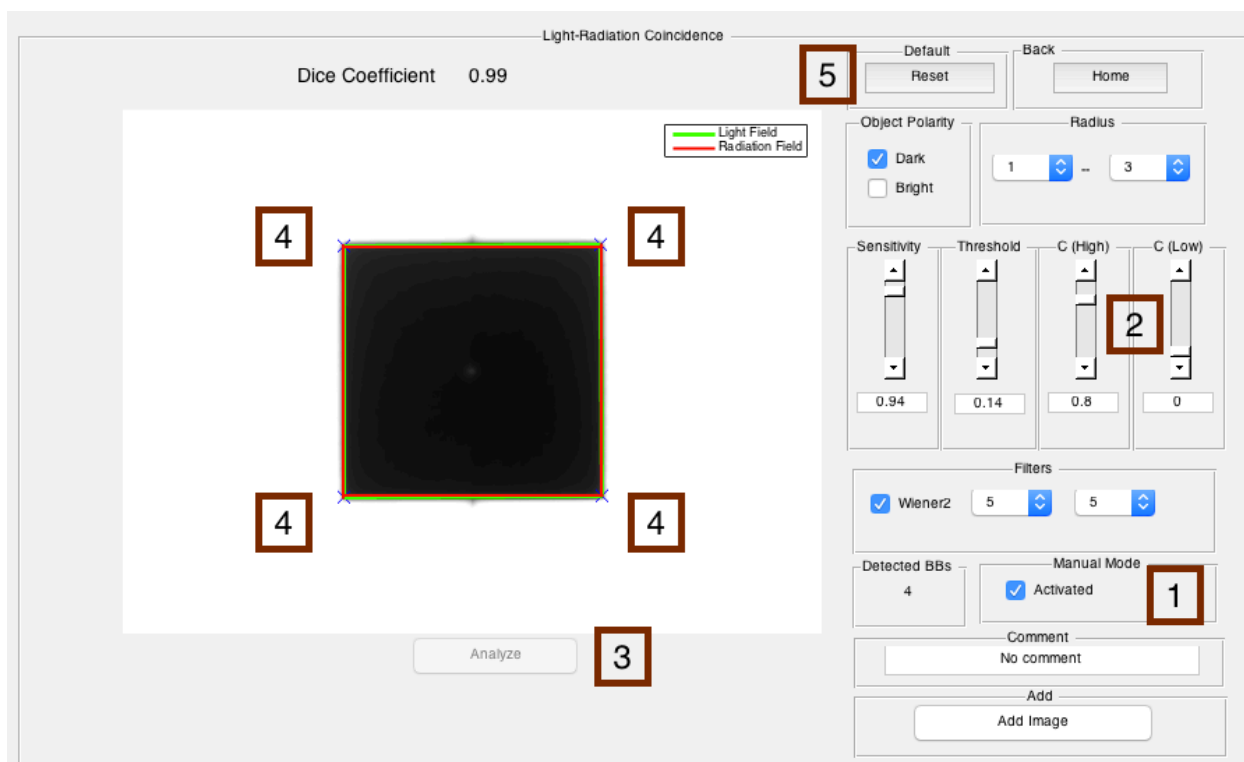 Light-Radiation Coincidence
Dice Coefficient 0.99
5
Default
Reset
Back
Home
Light Field
Radiation Field
Object Polarity
Dark
Bright
Radius
1 -- 3
4 4
Sensitivity Threshold C (High) C (Low)
2
0.94 0.14 0.8 0
4 4
Filters
Wiener2 5 5
Detected BBs
4
Manual Mode
Activated
1
Analyze
3
Comment
No comment
Add
Add Image